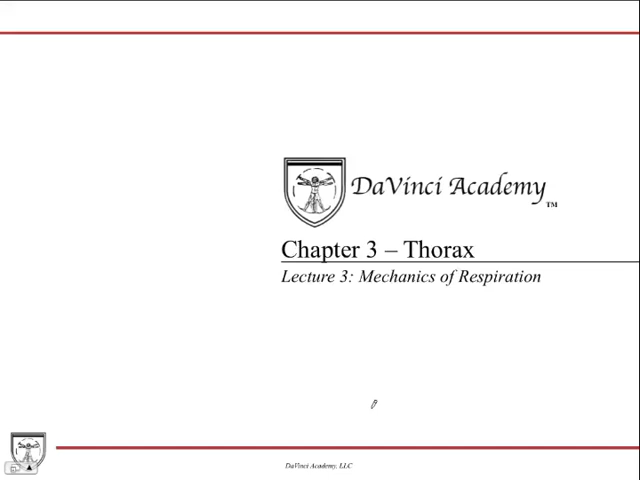 DaVinci Academy TM
Chapter 3 – Thorax
Lecture 3: Mechanics of Respiration
DaVinci Academy, LLC